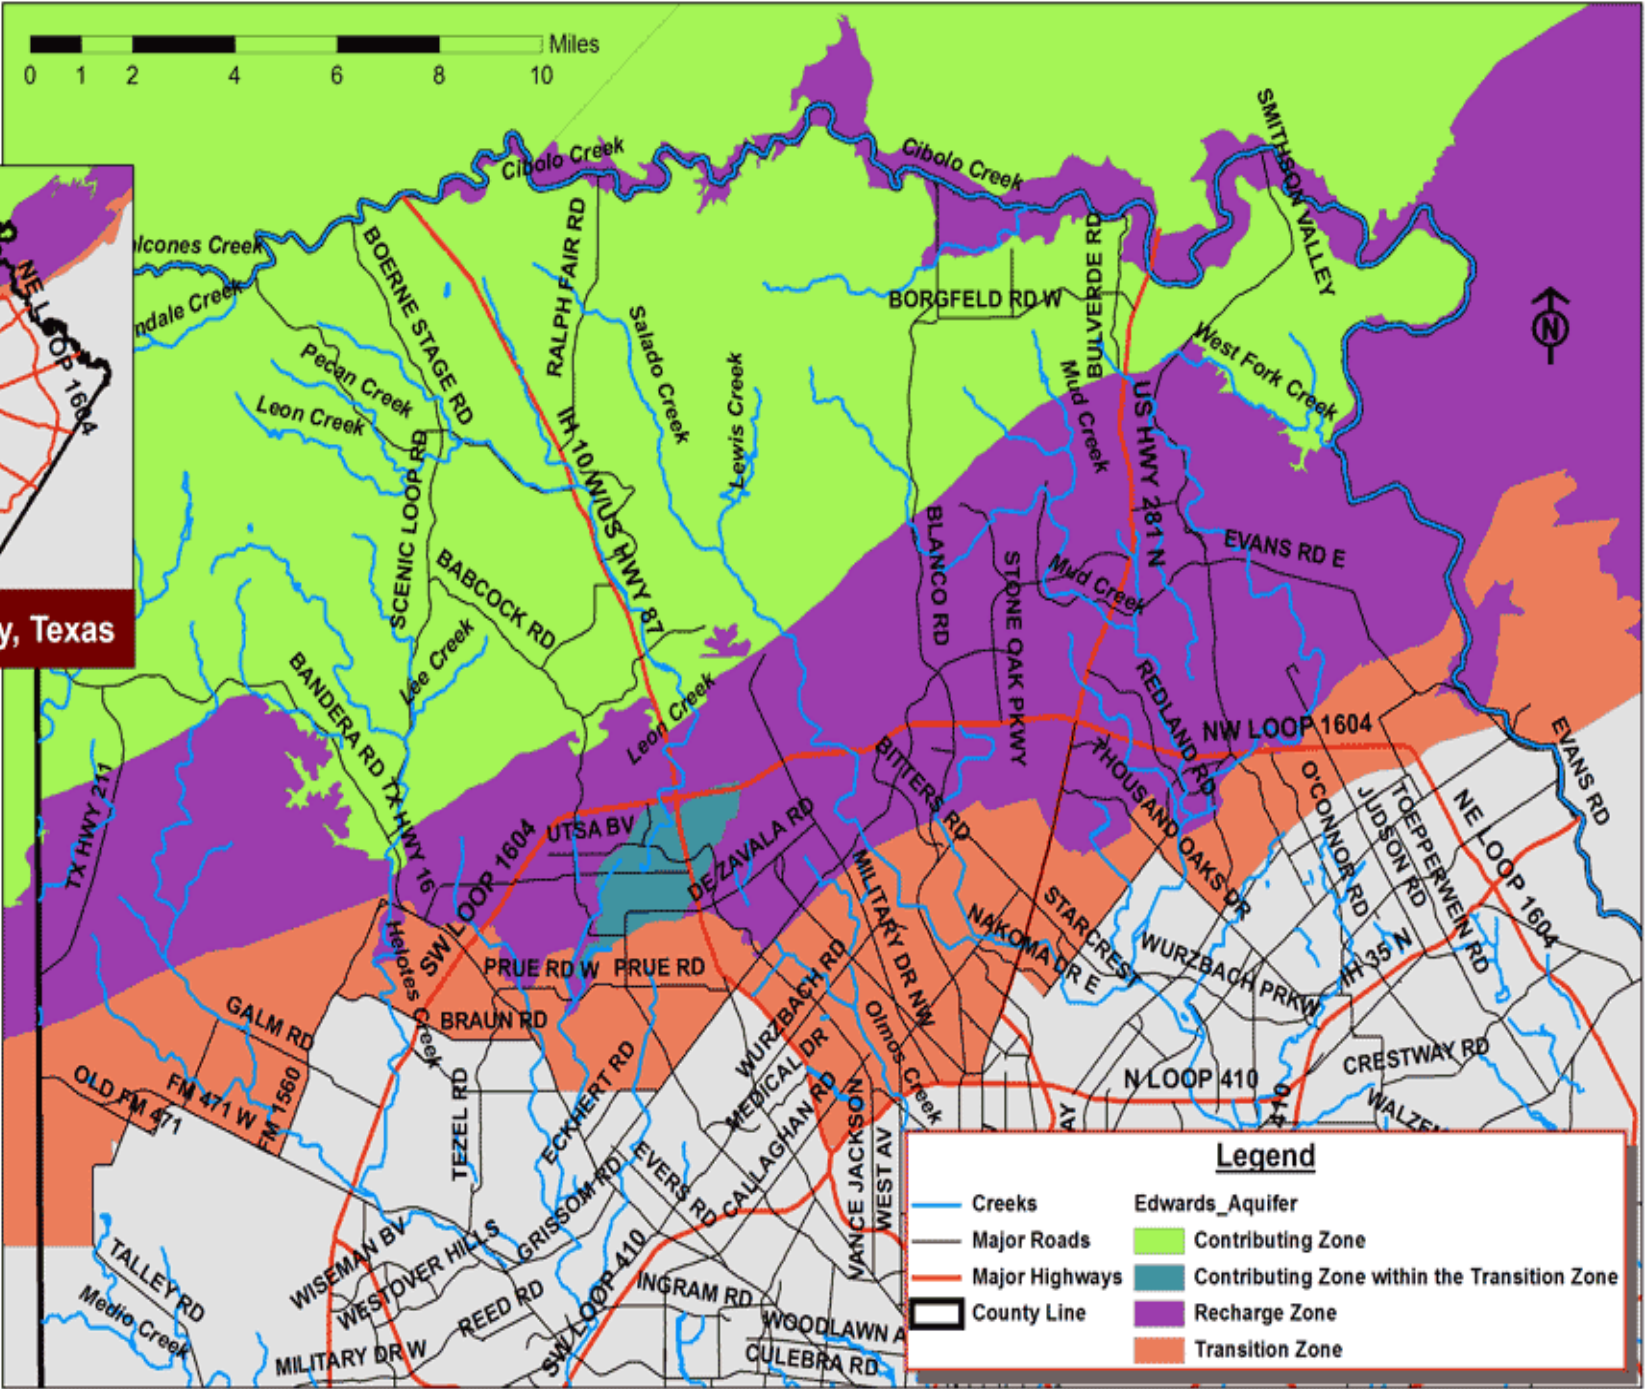 Miles
0 1 2 4 6 8 10
Cibolo Creek
Cibolo Creek
SMITHSON VALLEY
alcones Creek
ndale Creek
BOERNE STAGE RD
RALPH FAIR RD
BULVERDE RD
BORGFELD RD W
N
NE LOOP 1604
Pecan Creek
Leon Creek
Salado Creek
Lewis Creek
Mud Creek
West Fork Creek
IH 10/W/US HWY 87
US HWY 281 N
SCENIC LOOP RD
BABCOCK RD
BLANCO RD
STONE OAK PKWY
Mud Creek
EVANS RD E
y, Texas
Lee Creek
BANDERA RD TX HWY 16
Leon Creek
REDLAND RD
NW LOOP 1604
EVANS RD
TX HWY 211
UTSA BV
SW LOOP 1604
DE ZAVALA RD
BITTERS RD
THOUSAND OAKS DR
O'CONNOR RD
JUDSON RD
TOEPPERWEIN RD
NE LOOP 1604
MILITARY DR NW
STARCREST
NAKOMA DR E
WURZBACH PRKW
IH 35 N
Helotes Creek
PRUE RD W
PRUE RD
GALM RD
BRAUN RD
WURZBACH RD
MEDICAL DR
Olmos Creek
OLD FM 471
FM 471 W
FM 1560
TEZEL RD
ECKHERT RD
CALLAGHAN RD
N LOOP 410
410
CRESTWAY RD
WALZEM
AY
VANCE JACKSON
WEST AV
EVERS RD
GRISSOM RD
WISEMAN BV
WESTOVER HILLS
TALLEY RD
Medio Creek
REED RD
SW LOOP 410
INGRAM RD
WOODLAWN A
CULEBRA RD
MILITARY DR W
Legend
Creeks
Major Roads
Major Highways
County Line
Edwards_Aquifer
Contributing Zone
Contributing Zone within the Transition Zone
Recharge Zone
Transition Zone